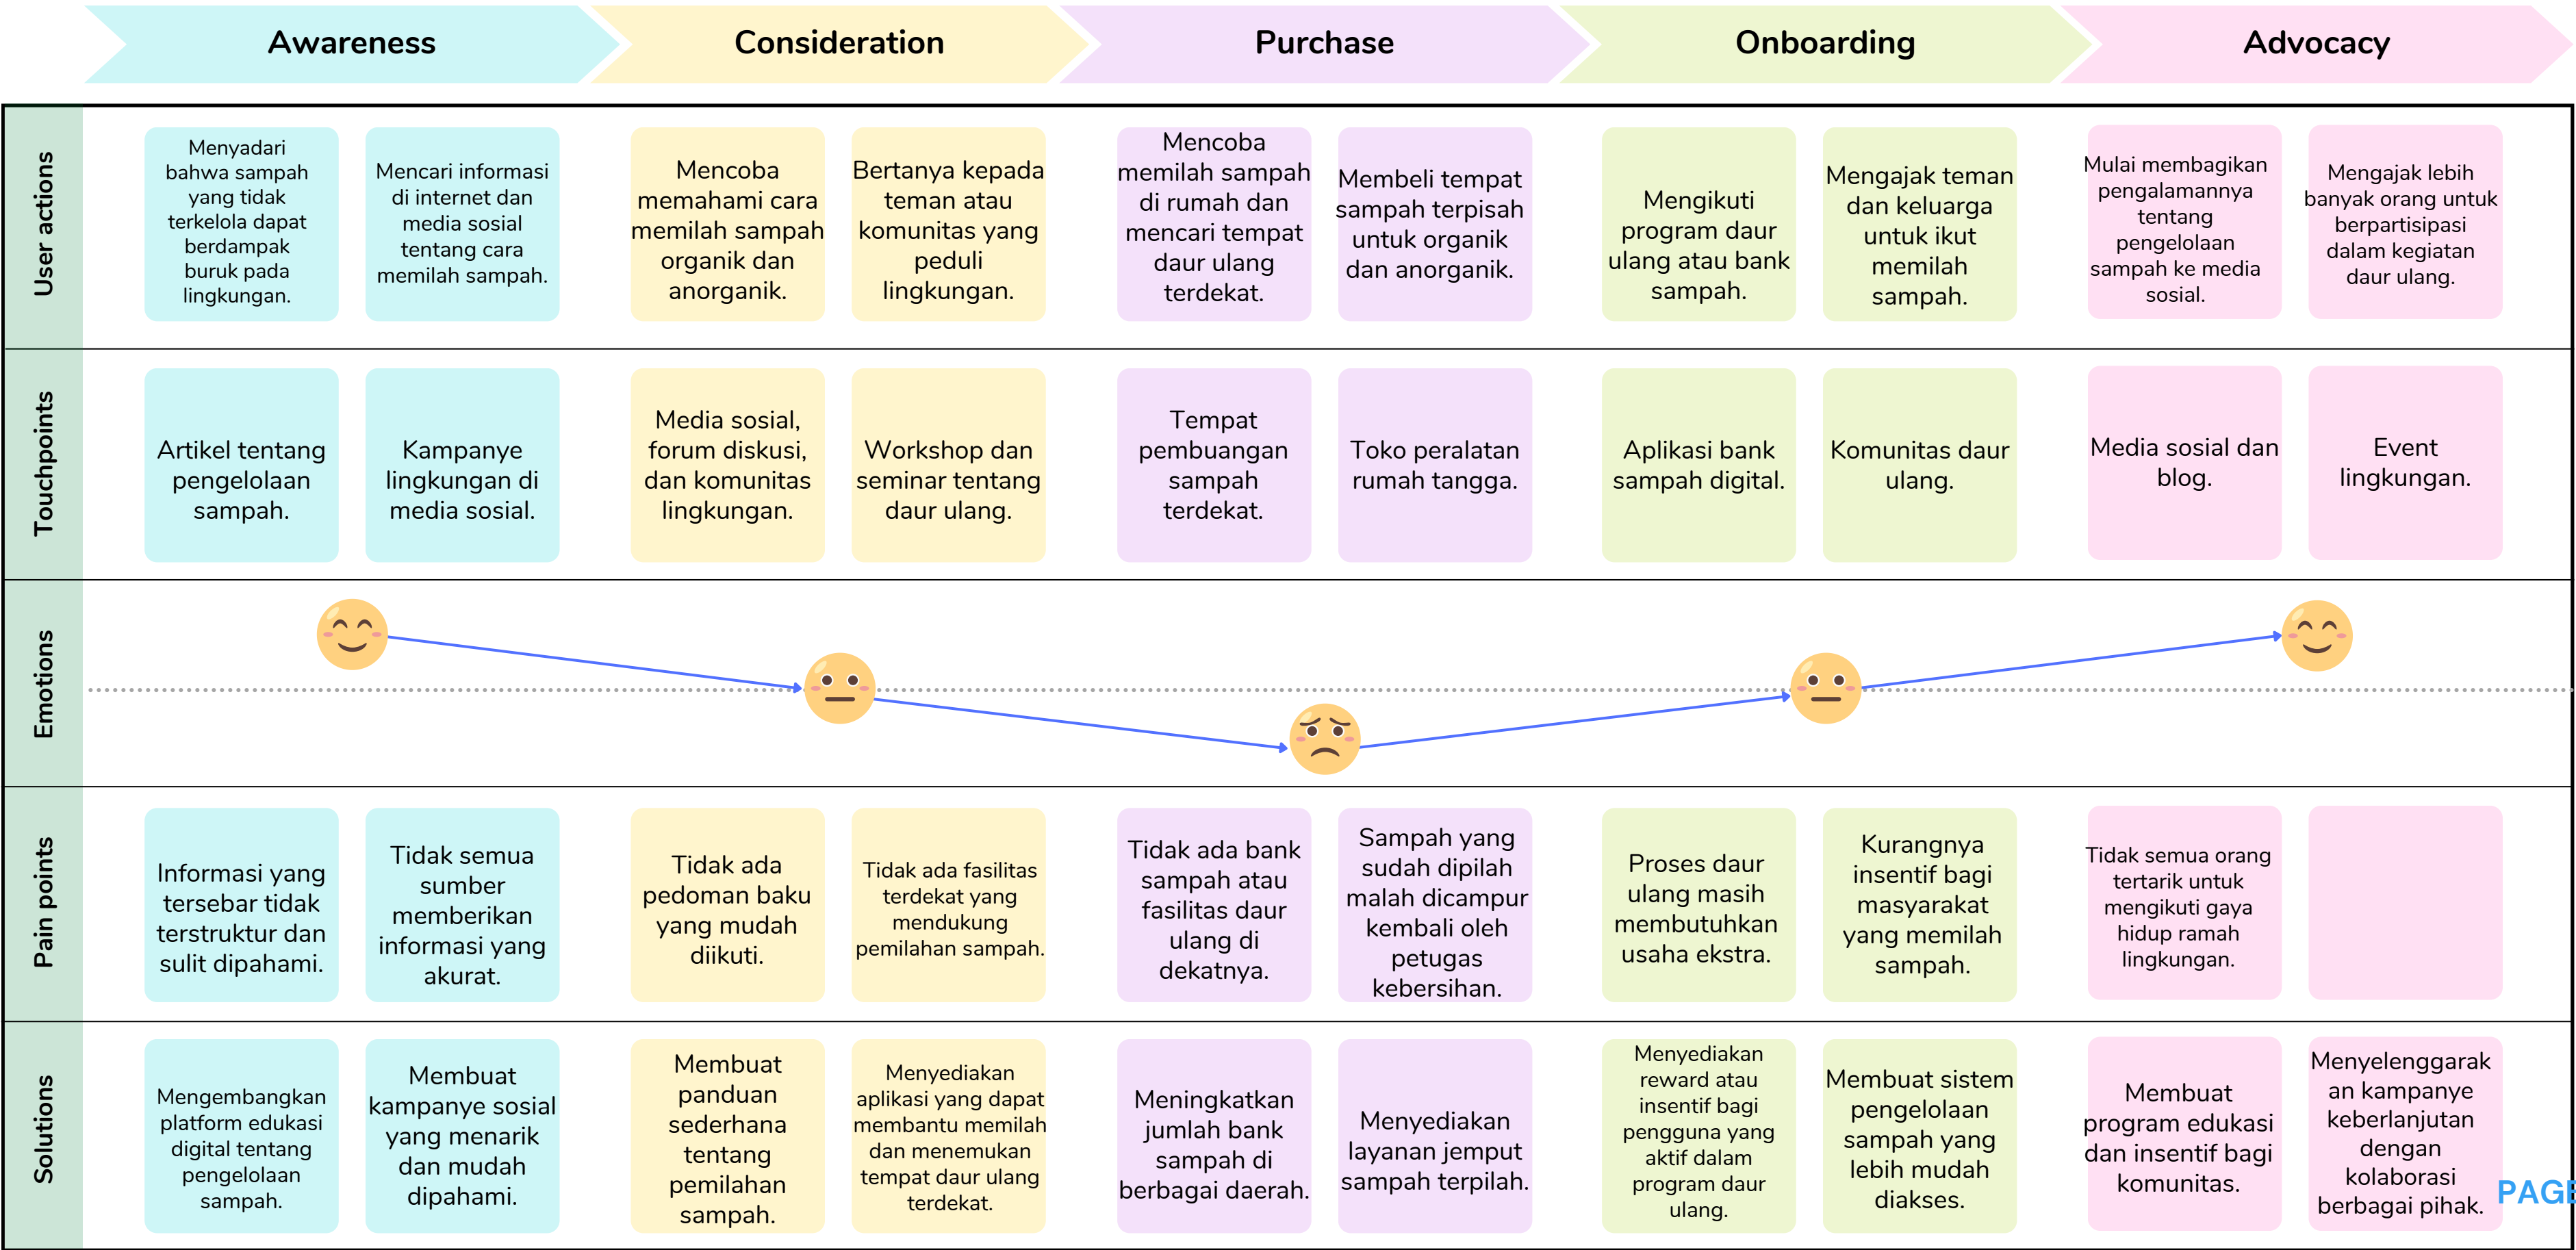 Awareness
Consideration
Purchase
Onboarding
Advocacy
User actions
Menyadari
bahwa sampah
yang tidak
terkelola dapat
berdampak
buruk pada
lingkungan.
Mencari informasi
di internet dan
media sosial
tentang cara
memilah sampah.
Mencoba
memahami cara
memilah sampah
organik dan
anorganik.
Bertanya kepada
teman atau
komunitas yang
peduli
lingkungan.
Mencoba
memilah sampah
di rumah dan
mencari tempat
daur ulang
terdekat.
Membeli tempat
sampah terpisah
untuk organik
dan anorganik.
Mengikuti
program daur
ulang atau bank
sampah.
Mengajak teman
dan keluarga
untuk ikut
memilah
sampah.
Mulai membagikan
pengalamannya
tentang
pengelolaan
sampah ke media
sosial.
Mengajak lebih
banyak orang untuk
berpartisipasi
dalam kegiatan
daur ulang.
Touchpoints
Artikel tentang
pengelolaan
sampah.
Kampanye
lingkungan di
media sosial.
Media sosial,
forum diskusi,
dan komunitas
lingkungan.
Workshop dan
seminar tentang
daur ulang.
Tempat
pembuangan
sampah
terdekat.
Toko peralatan
rumah tangga.
Aplikasi bank
sampah digital.
Komunitas daur
ulang.
Media sosial dan
blog.
Event
lingkungan.
Emotions
Pain points
Informasi yang
tersebar tidak
terstruktur dan
sulit dipahami.
Tidak semua
sumber
memberikan
informasi yang
akurat.
Tidak ada
pedoman baku
yang mudah
diikuti.
Tidak ada fasilitas
terdekat yang
mendukung
pemilahan sampah.
Tidak ada bank
sampah atau
fasilitas daur
ulang di
dekatnya.
Sampah yang
sudah dipilah
malah dicampur
kembali oleh
petugas
kebersihan.
Proses daur
ulang masih
membutuhkan
usaha ekstra.
Kurangnya
insentif bagi
masyarakat
yang memilah
sampah.
Tidak semua orang
tertarik untuk
mengikuti gaya
hidup ramah
lingkungan.
Solutions
Mengembangkan
platform edukasi
digital tentang
pengelolaan
sampah.
Membuat
kampanye sosial
yang menarik
dan mudah
dipahami.
Membuat
panduan
sederhana
tentang
pemilahan
sampah.
Menyediakan
aplikasi yang dapat
membantu memilah
dan menemukan
tempat daur ulang
terdekat.
Meningkatkan
jumlah bank
sampah di
berbagai daerah.
Menyediakan
layanan jemput
sampah terpilah.
Menyediakan
reward atau
insentif bagi
pengguna yang
aktif dalam
program daur
ulang.
Membuat sistem
pengelolaan
sampah yang
lebih mudah
diakses.
Membuat
program edukasi
dan insentif bagi
komunitas.
Menyelenggarak
an kampanye
keberlanjutan
dengan
kolaborasi
berbagai pihak.
PAGE